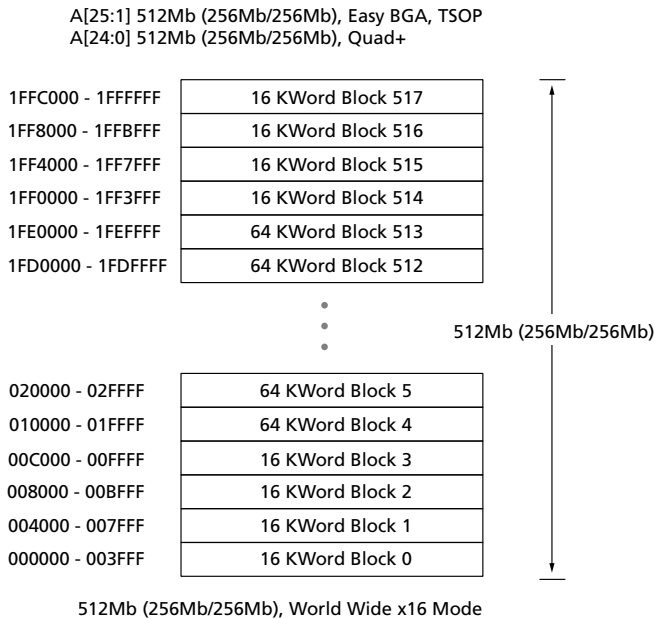 A[25:1] 512Mb (256Mb/256Mb), Easy BGA, TSOP
A[24:0] 512Mb (256Mb/256Mb), Quad+
1FFC000 - 1FFFFFF 16 KWord Block 517
1FF8000 - 1FFBFFF 16 KWord Block 516
1FF4000 - 1FF7FFF 16 KWord Block 515
1FF0000 - 1FF3FFF 16 KWord Block 514
1FE0000 - 1FEFFFF 64 KWord Block 513
1FD0000 - 1FDFFFF 64 KWord Block 512
512Mb (256Mb/256Mb)
020000 - 02FFFF 64 KWord Block 5
010000 - 01FFFF 64 KWord Block 4
00C000 - 00FFFF 16 KWord Block 3
008000 - 00BFFF 16 KWord Block 2
004000 - 007FFF 16 KWord Block 1
000000 - 003FFF 16 KWord Block 0
512Mb (256Mb/256Mb), World Wide x16 Mode